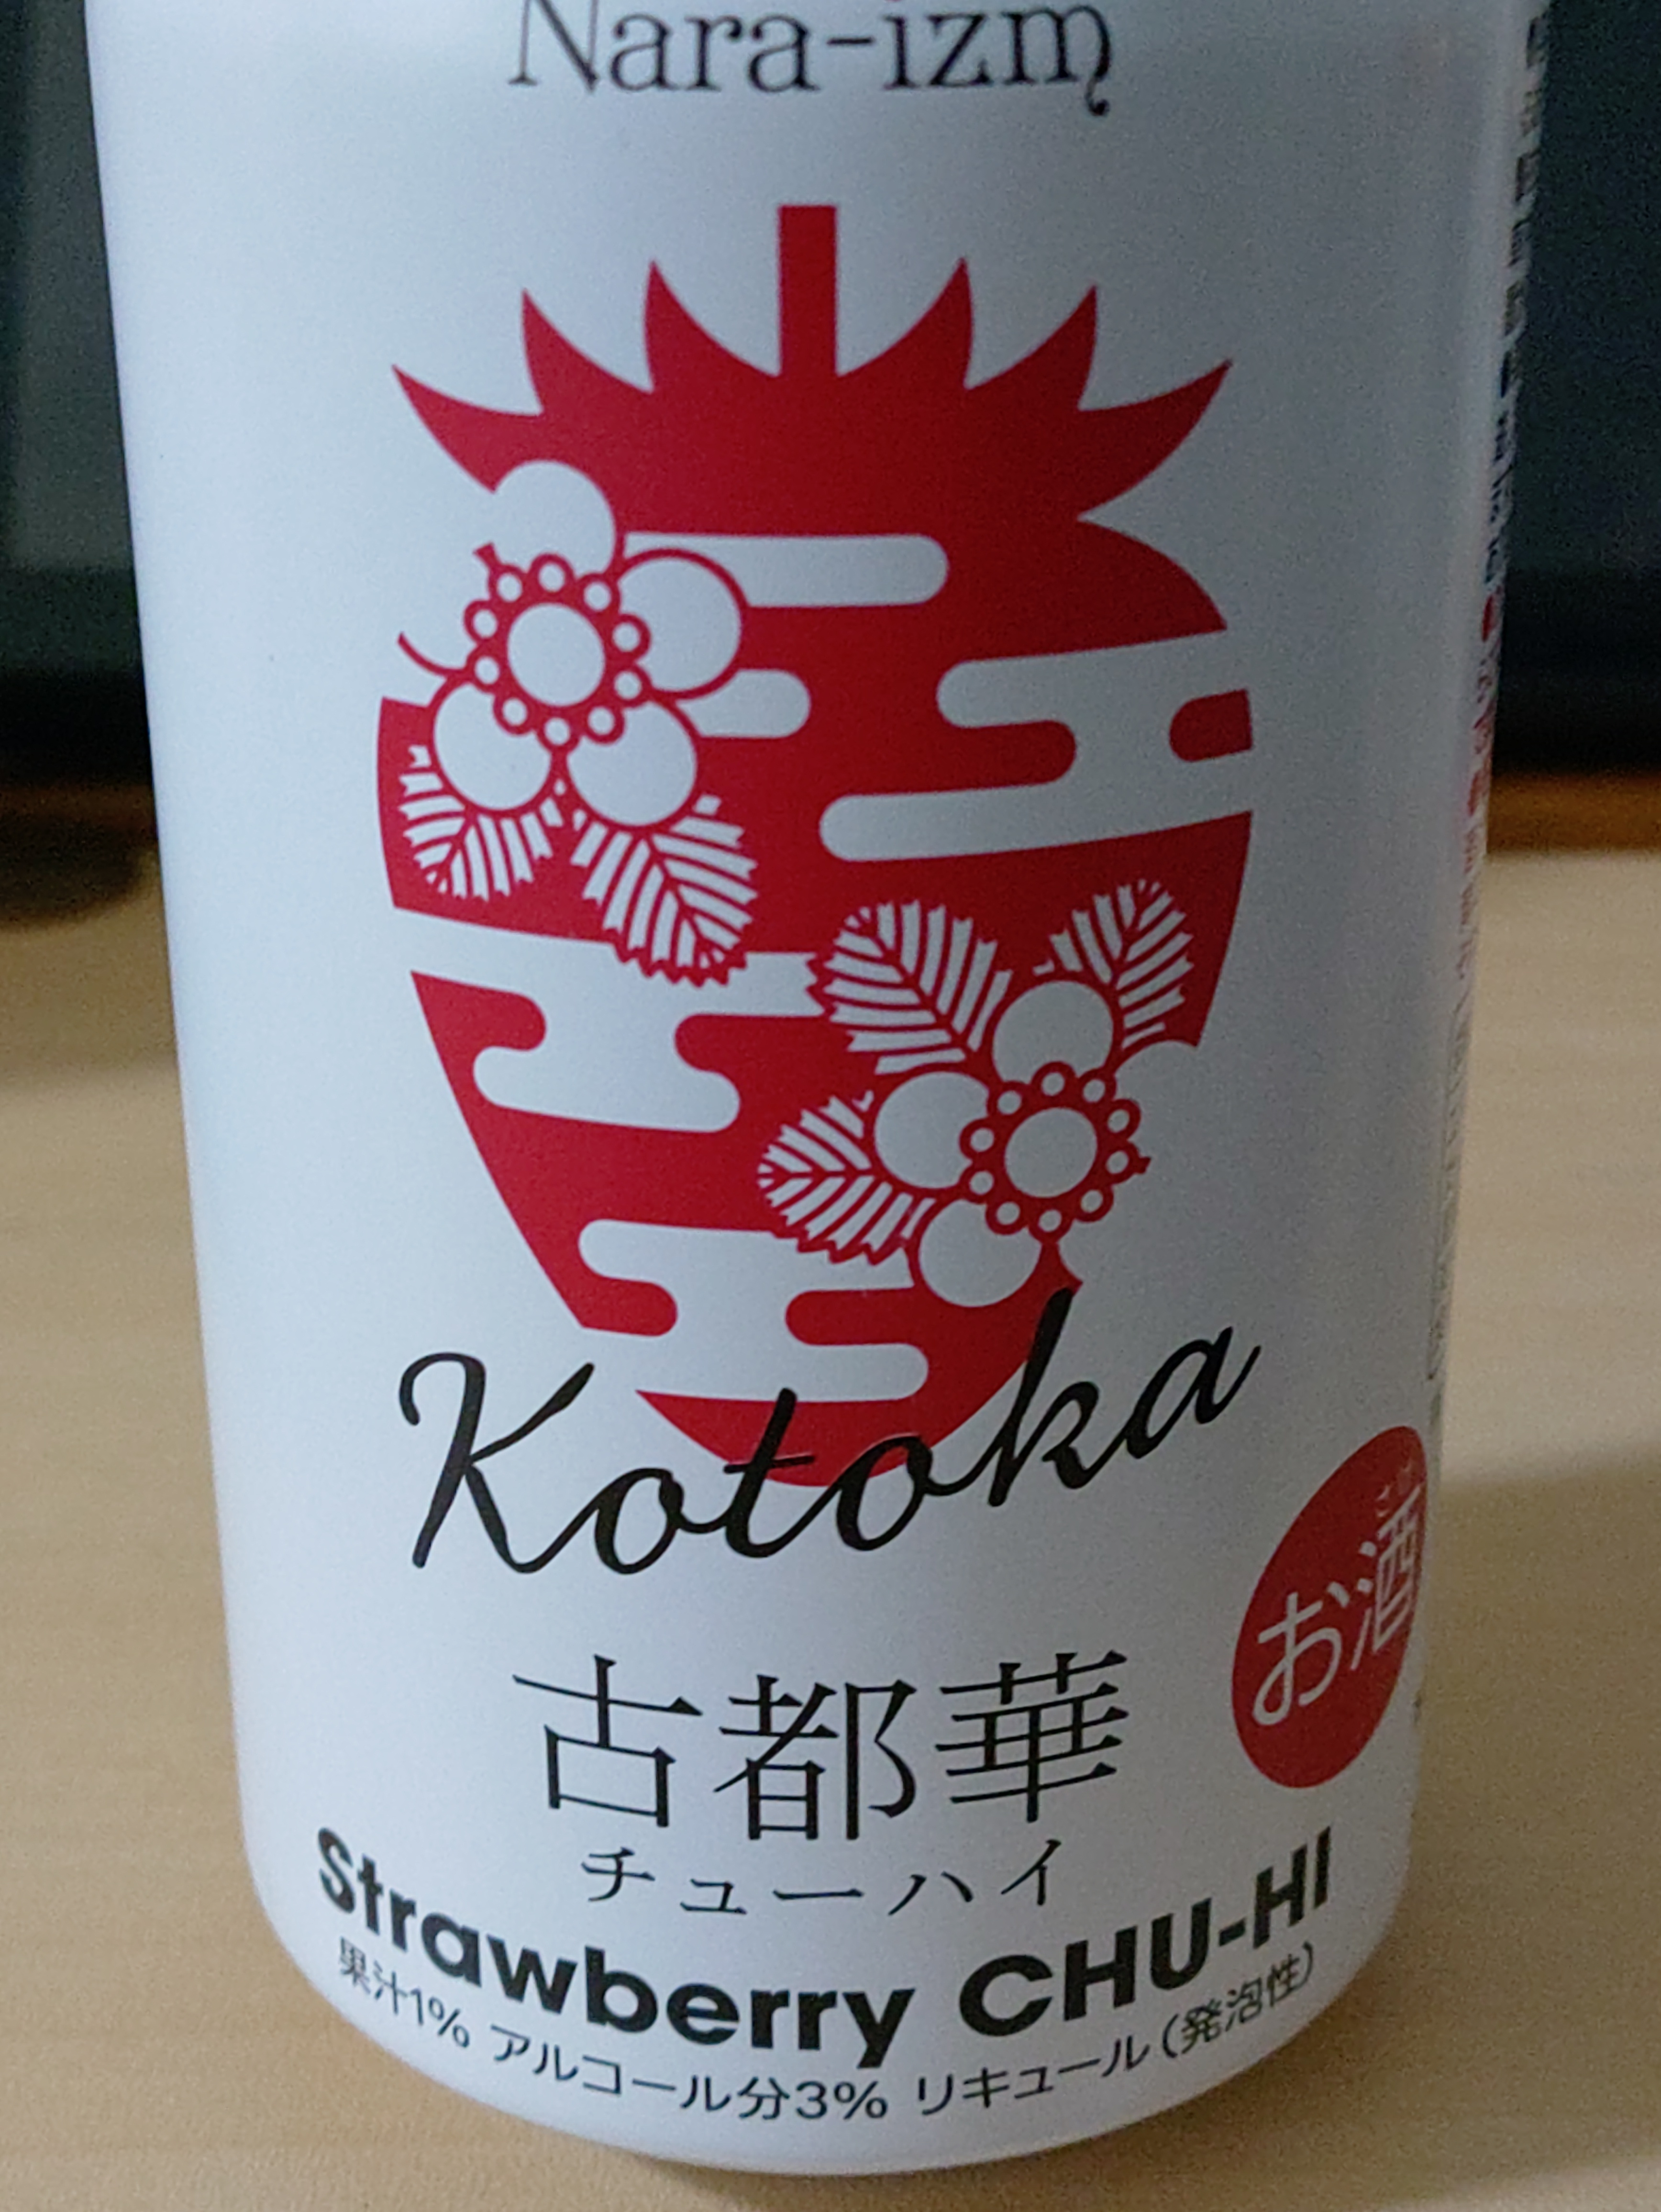 Nara-izm
Kotoka
お酒
古都華
チューハイ
Strawberry CHU-HI
果汁1% アルコール分3% リキュール(発泡性)